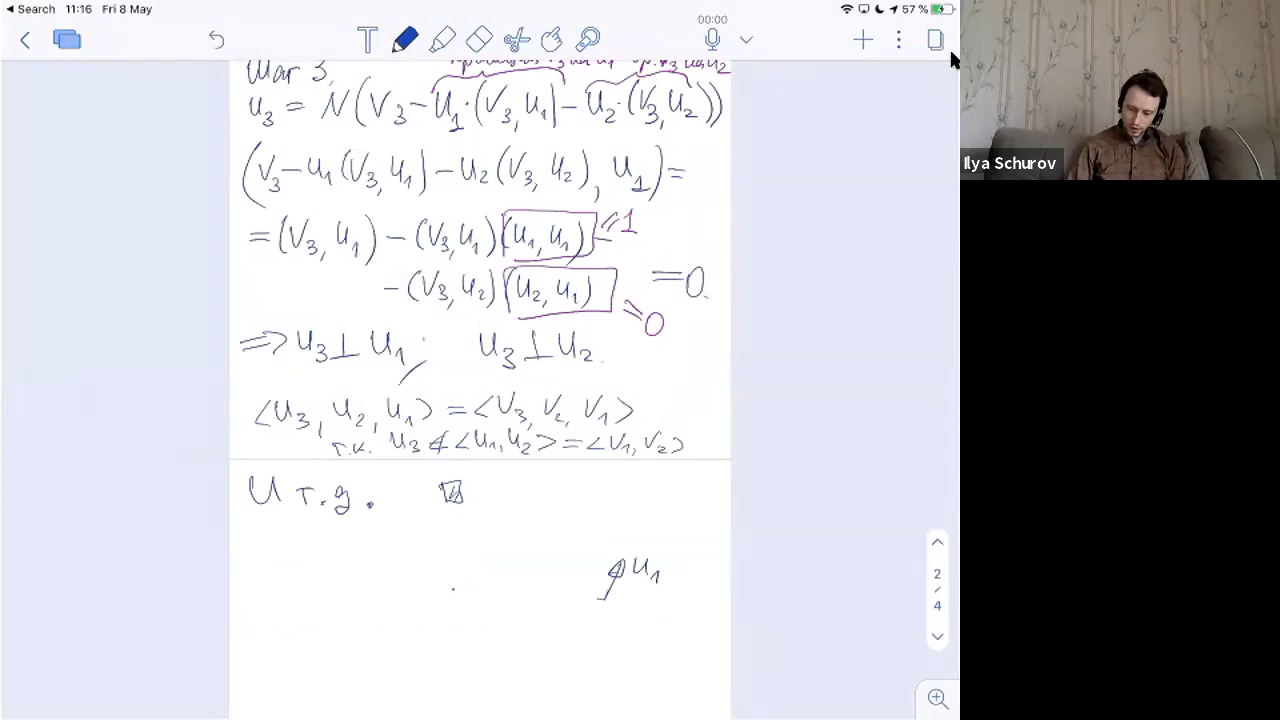 Search 11:16 Fri 8 May
57 %
00:00
Шаг 3.
u₃ = N(V₃ − u₁·(V₃, u₁) − u₂·(V₃, u₂))
(V₃ − u₁(V₃, u₁) − u₂(V₃, u₂), u₁) =
= (V₃, u₁) − (V₃, u₁)(u₁, u₁) − = 1
− (V₃, u₂)(u₂, u₁) = 0.
= 0
⇒ u₃ ⊥ u₁, u₃ ⊥ u₂.
⟨u₃, u₂, u₁⟩ = ⟨V₃, V₂, V₁⟩
т.к. u₃ ∉ ⟨u₁, u₂⟩ = ⟨V₁, V₂⟩
И т.д.
u₁
2 / 4
Ilya Schurov